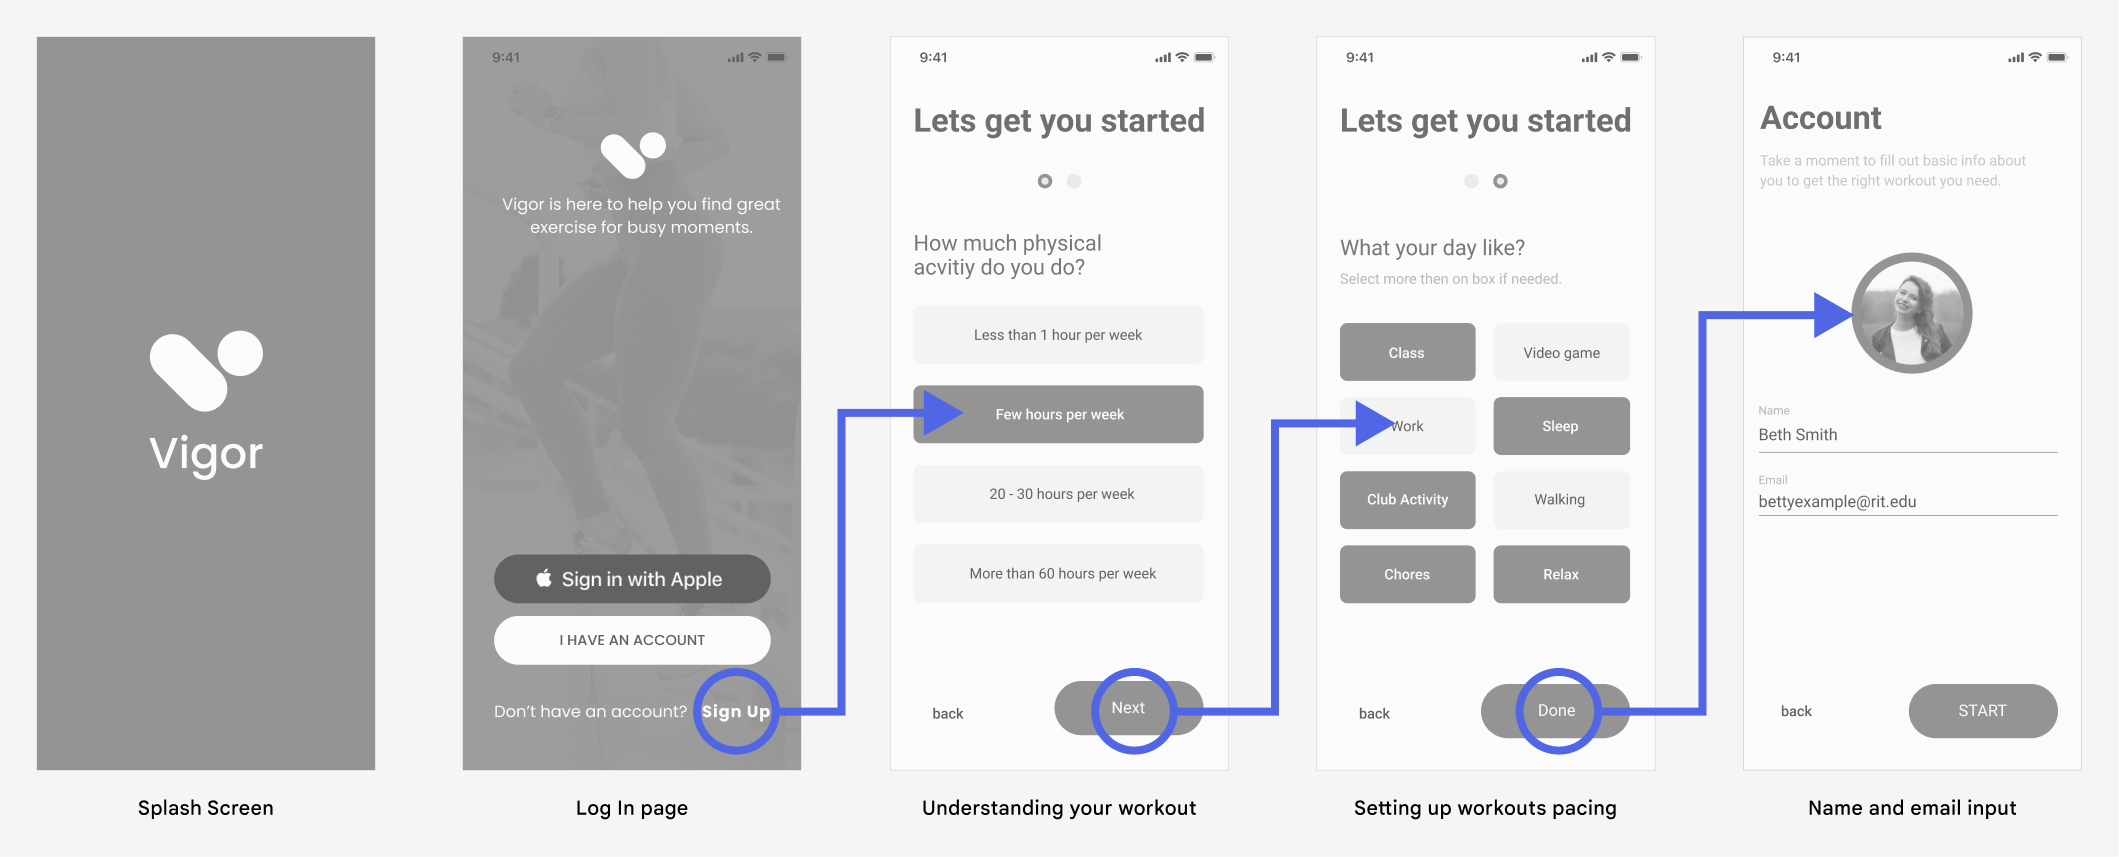 Vigor
Splash Screen
9:41
Vigor is here to help you find great
exercise for busy moments.
Sign in with Apple
I HAVE AN ACCOUNT
Don't have an account? Sign Up
Log In page
9:41
Lets get you started
How much physical
acvitiy do you do?
Less than 1 hour per week
Few hours per week
20 - 30 hours per week
More than 60 hours per week
back
Next
Understanding your workout
9:41
Lets get you started
What your day like?
Select more then on box if needed.
Class
Video game
Work
Sleep
Club Activity
Walking
Chores
Relax
back
Done
Setting up workouts pacing
9:41
Account
Take a moment to fill out basic info about
you to get the right workout you need.
Name
Beth Smith
Email
bettyexample@rit.edu
back
START
Name and email input